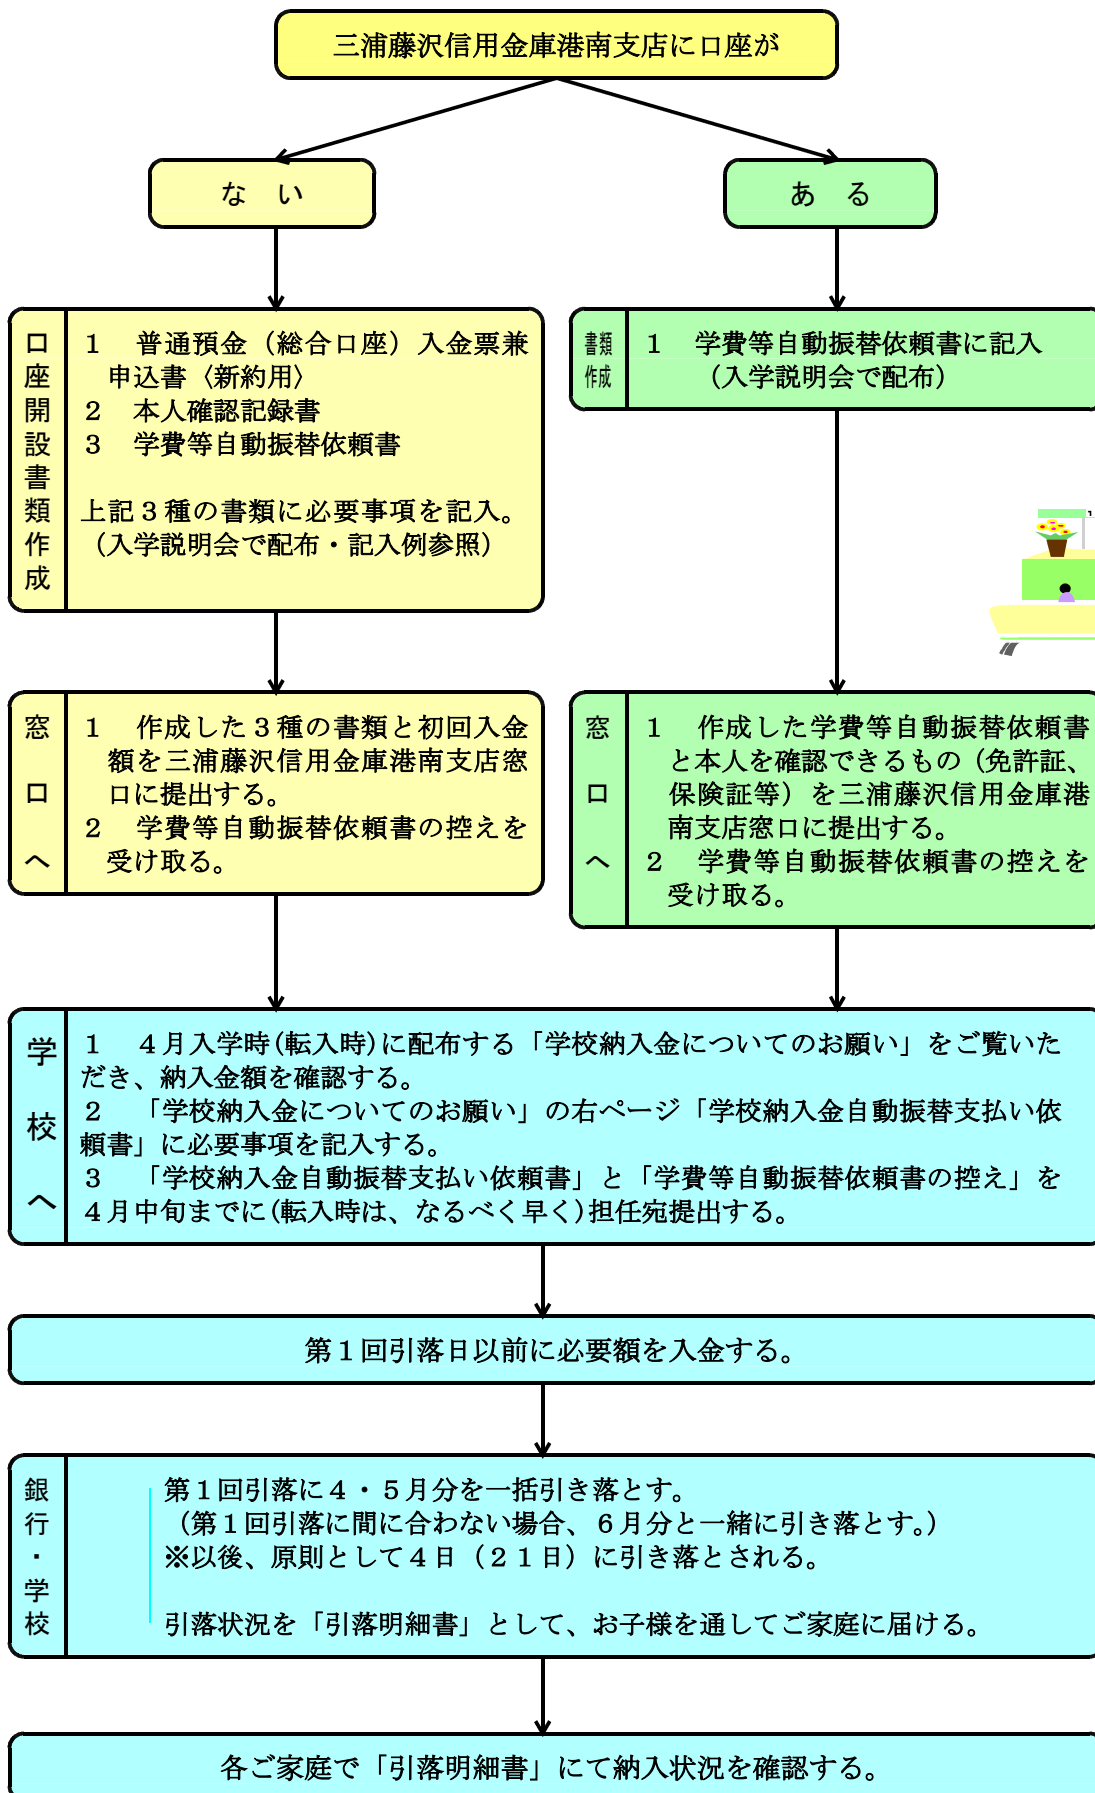 三浦藤沢信用金庫港南支店に口座が
な　い
あ　る
口座開設書類作成
１　普通預金（総合口座）入金票兼
申込書〈新約用〉
２　本人確認記録書
３　学費等自動振替依頼書
上記３種の書類に必要事項を記入。
（入学説明会で配布・記入例参照）
書類
作成
１　学費等自動振替依頼書に記入
（入学説明会で配布）
窓口へ
１　作成した３種の書類と初回入金
額を三浦藤沢信用金庫港南支店窓
口に提出する。
２　学費等自動振替依頼書の控えを
受け取る。
窓口へ
１　作成した学費等自動振替依頼書
と本人を確認できるもの（免許証、
保険証等）を三浦藤沢信用金庫港
南支店窓口に提出する。
２　学費等自動振替依頼書の控えを
受け取る。
学校へ
１　４月入学時(転入時)に配布する「学校納入金についてのお願い」をご覧いた
だき、納入金額を確認する。
２　「学校納入金についてのお願い」の右ページ「学校納入金自動振替支払い依
頼書」に必要事項を記入する。
３　「学校納入金自動振替支払い依頼書」と「学費等自動振替依頼書の控え」を
４月中旬までに(転入時は、なるべく早く)担任宛提出する。
第１回引落日以前に必要額を入金する。
銀行・学校
第１回引落に４・５月分を一括引き落とす。
（第１回引落に間に合わない場合、６月分と一緒に引き落とす。）
※以後、原則として４日（２１日）に引き落とされる。
引落状況を「引落明細書」として、お子様を通してご家庭に届ける。
各ご家庭で「引落明細書」にて納入状況を確認する。